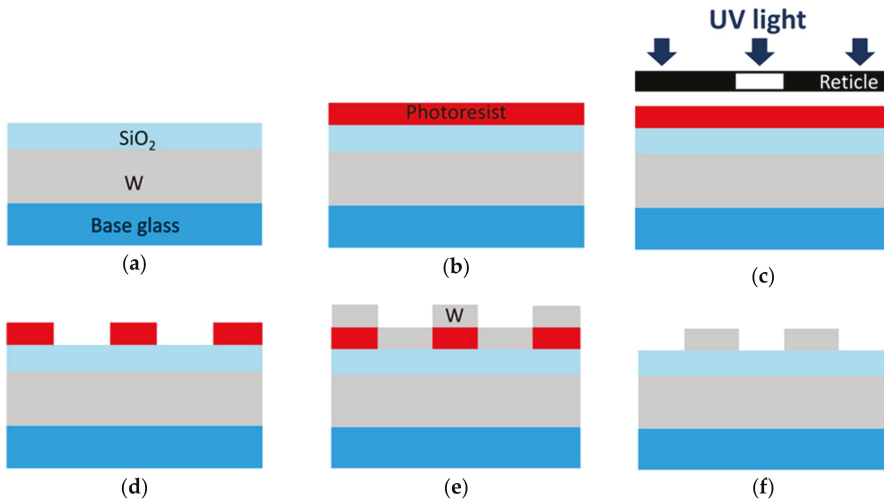 SiO2
W
Base glass
(a)
Photoresist
(b)
UV light
Reticle
(c)
(d)
W
(e)
(f)